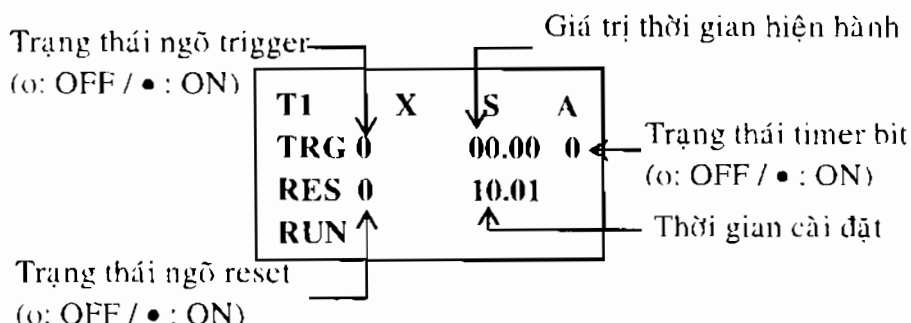 Trạng thái ngõ trigger
(o: OFF / • : ON)
Giá trị thời gian hiện hành
T1 X S A
TRG 0 00.00 0
RES 0 10.01
RUN
Trạng thái timer bit
(o: OFF / • : ON)
Thời gian cài đặt
Trạng thái ngõ reset
(o: OFF / • : ON)